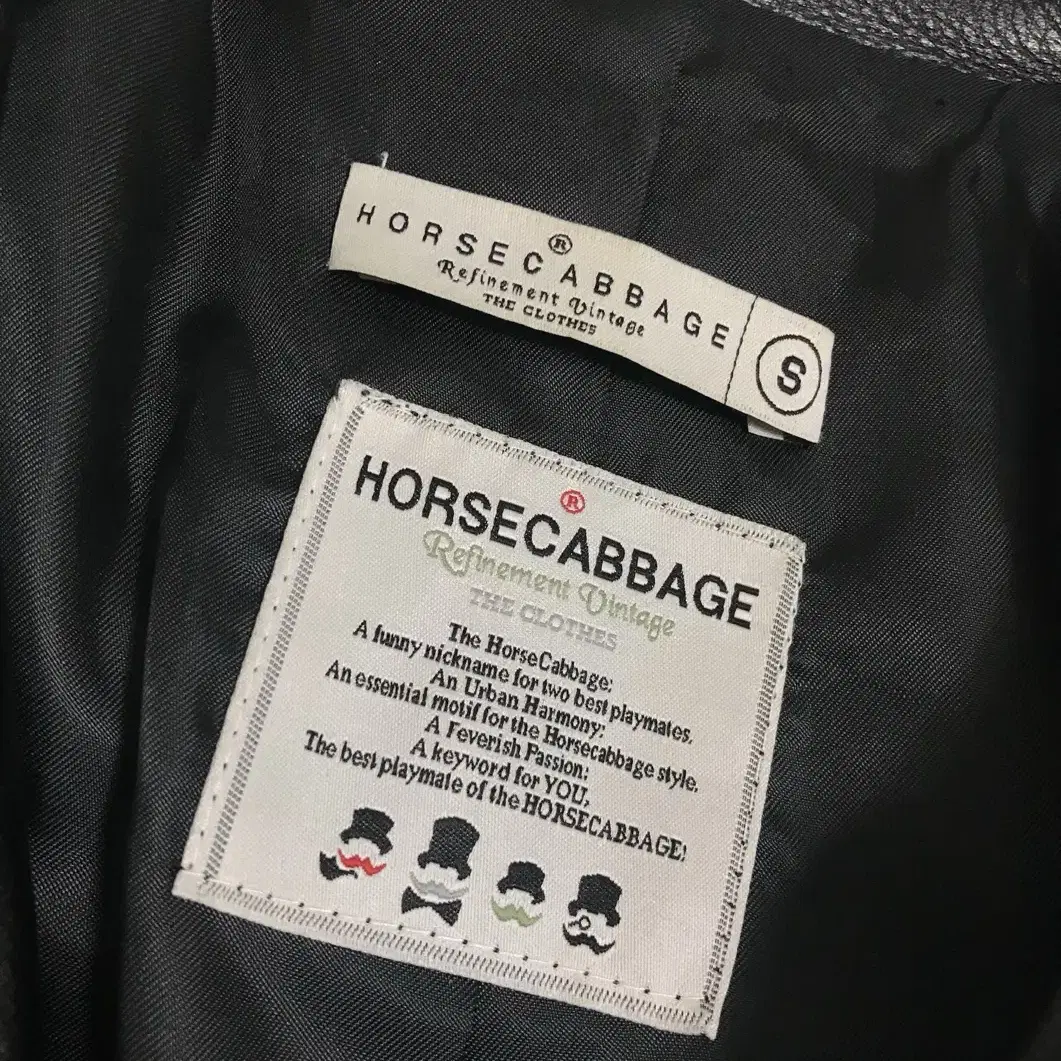 HORSECABBAGE
®
Refinement Vintage
THE CLOTHES
S
®
HORSECABBAGE
Refinement Vintage
THE CLOTHES
The HorseCabbage;
A funny nickname for two best playmates.
An Urban Harmony;
An essential motif for the Horsecabbage style.
A Feverish Passion;
A keyword for YOU,
The best playmate of the HORSECABBAGE!